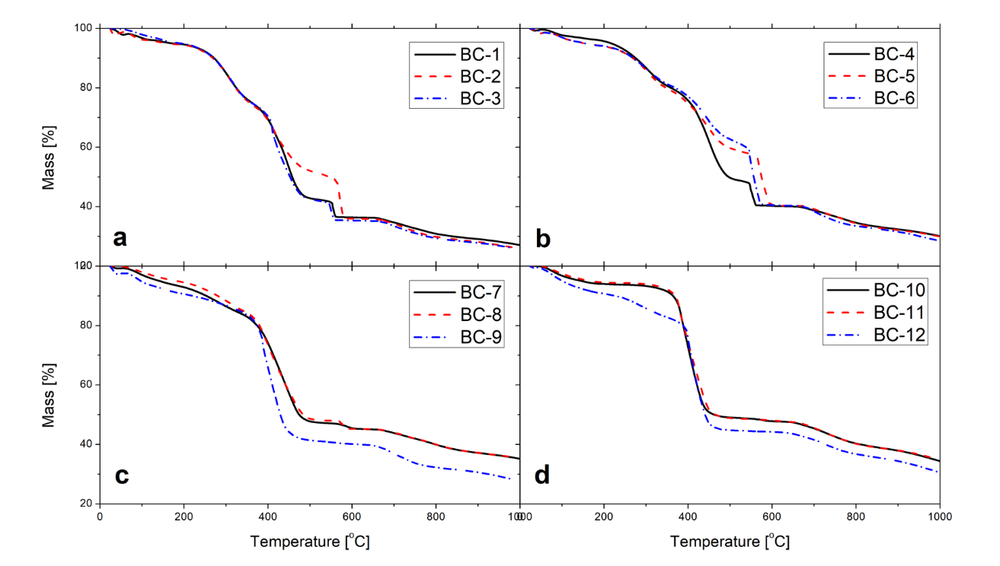 100
80
60
40
Mass [%]
BC-1
BC-2
BC-3
a
BC-4
BC-5
BC-6
b
120
80
60
40
20
Mass [%]
BC-7
BC-8
BC-9
c
BC-10
BC-11
BC-12
d
0 200 400 600 800 1000 200 400 600 800 1000
Temperature [°C] Temperature [°C]